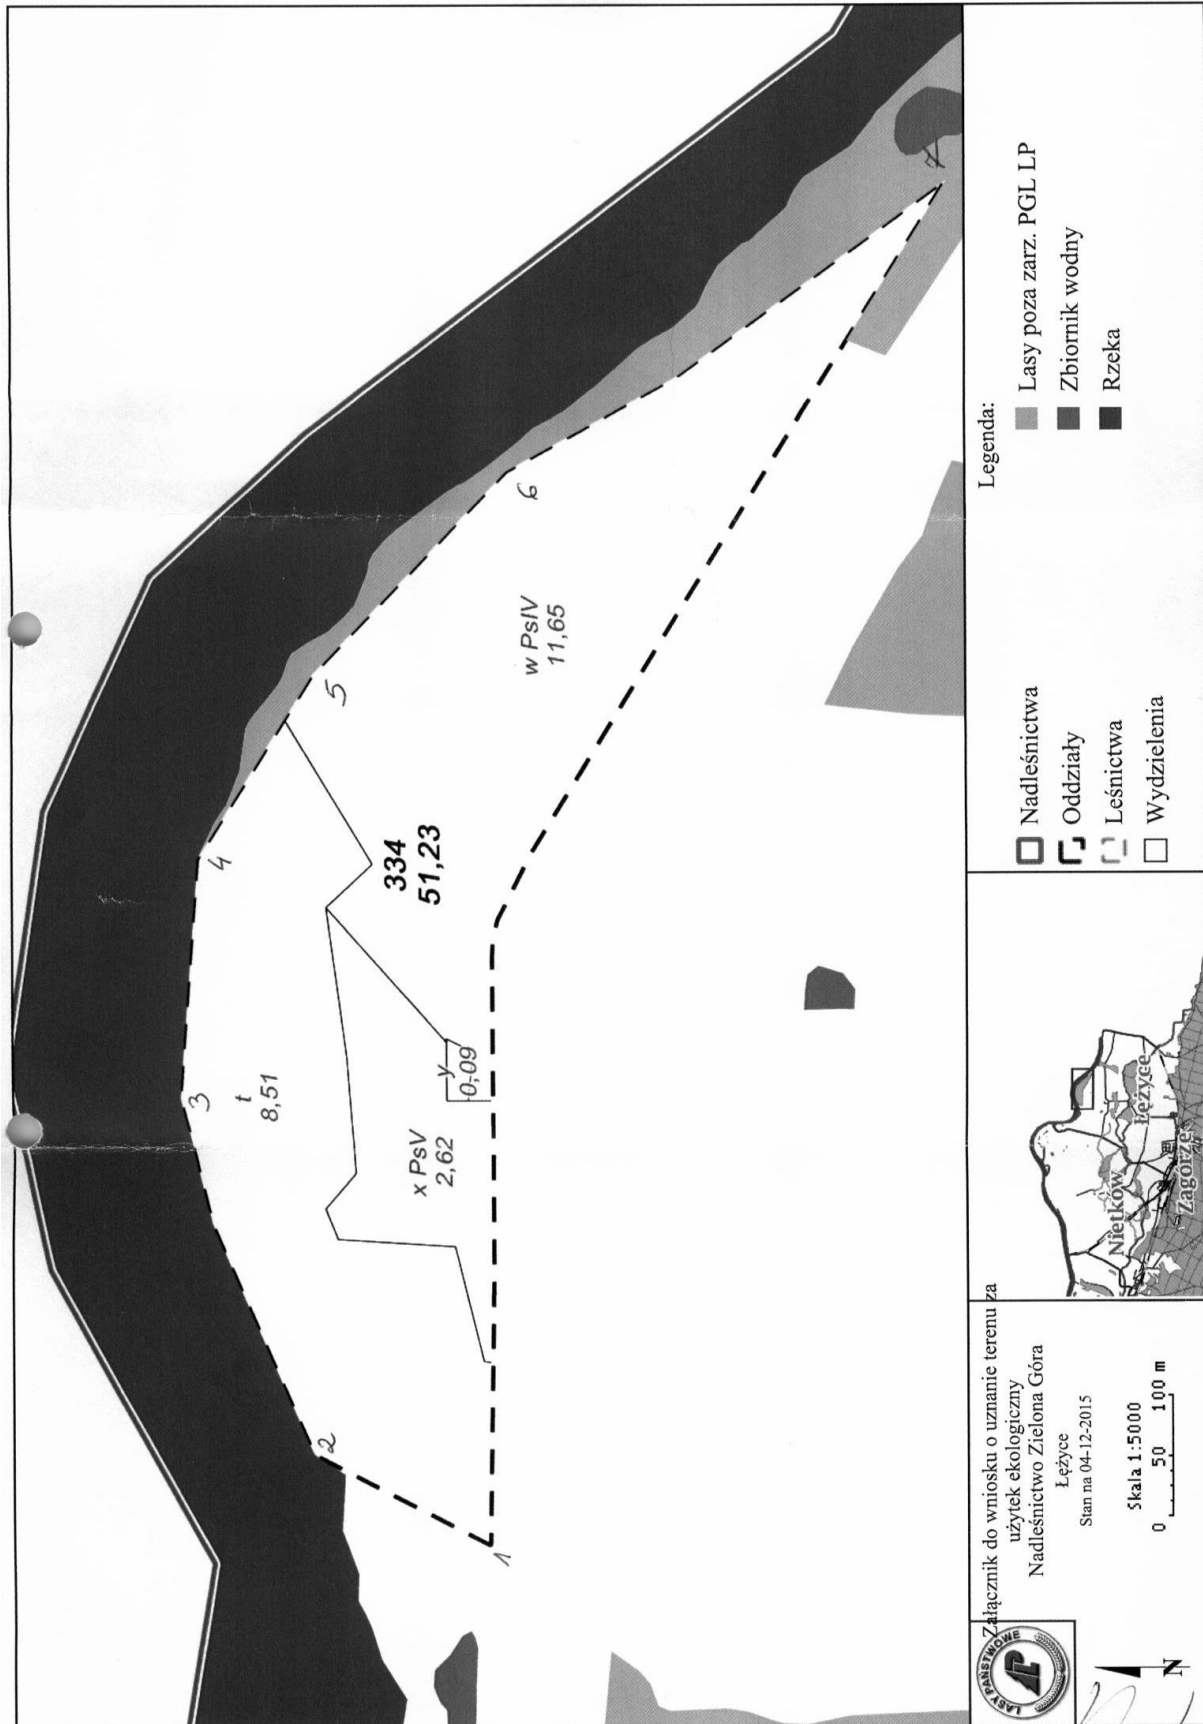 1
2
3
4
5
6
7
t
8,51
x PsV
2,62
y
0,09
334
51,23
w PsIV
11,65
LASY PAŃSTWOWE
LP
N
Załącznik do wniosku o uznanie terenu za
użytek ekologiczny
Nadleśnictwo Zielona Góra
Łężyce
Stan na 04-12-2015
Skala 1:5000
0 50 100 m
Nietków
Łężyce
Zagórze
Legenda:
Nadleśnictwa
Oddziały
Leśnictwa
Wydzielenia
Lasy poza zarz. PGL LP
Zbiornik wodny
Rzeka